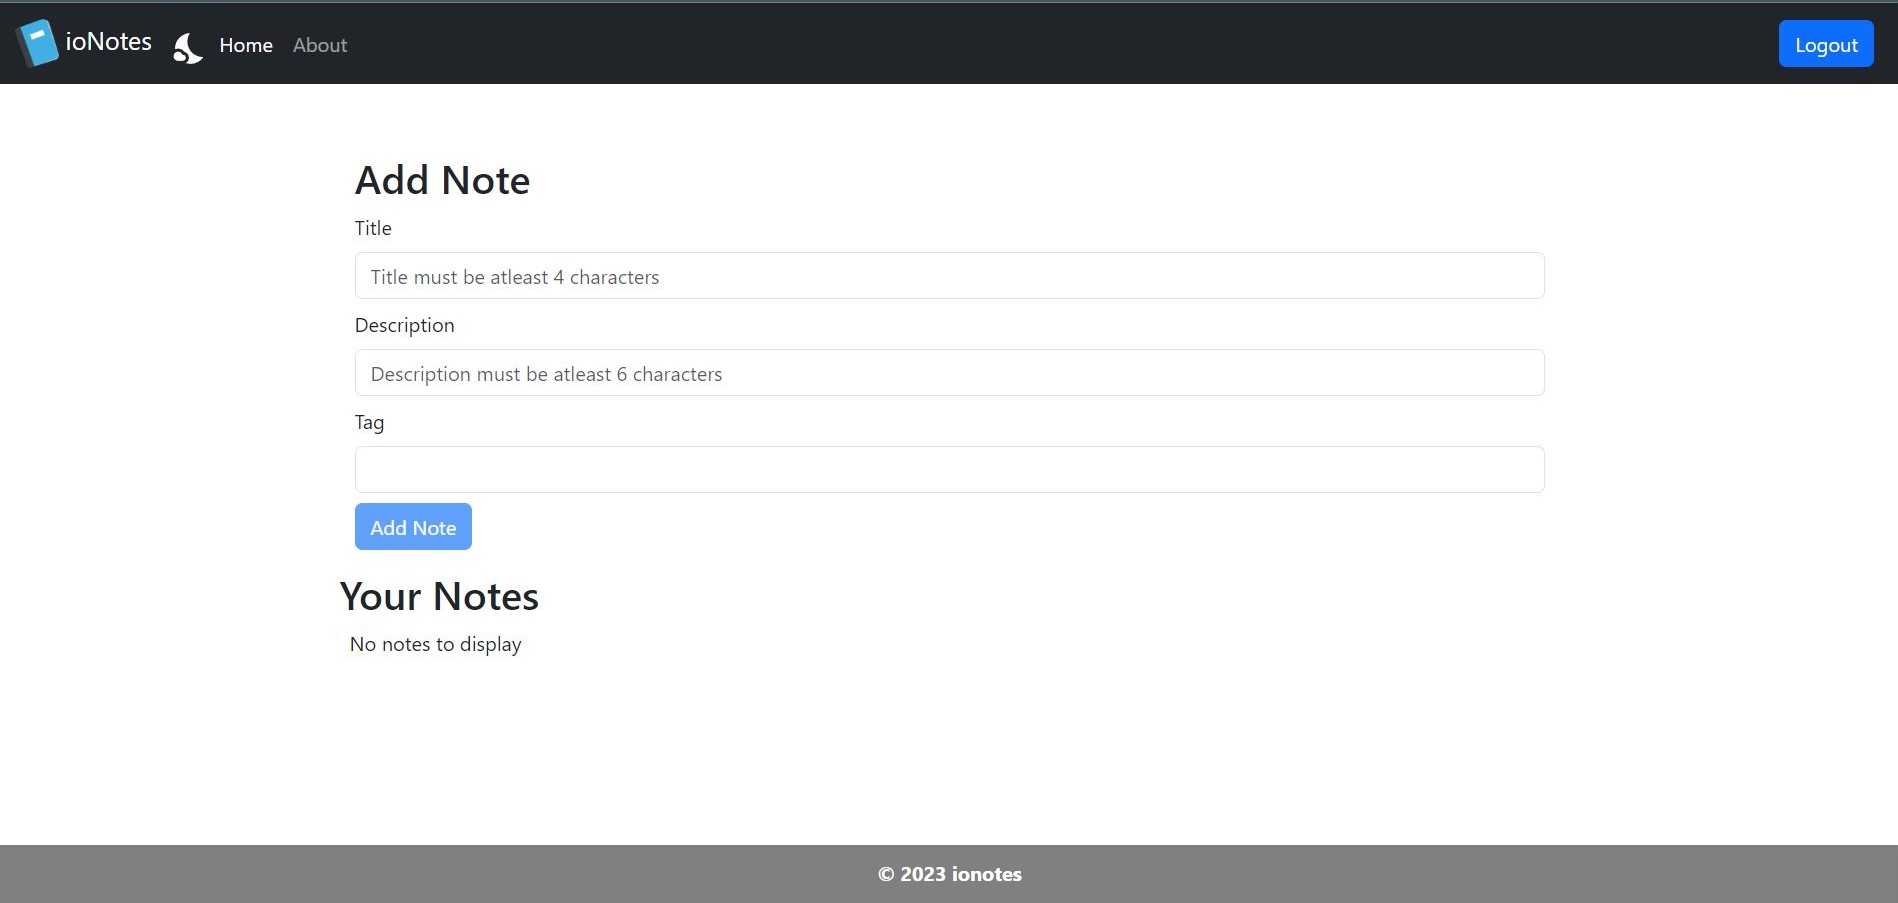 ioNotes Home About Logout
Add Note
Title
Title must be atleast 4 characters
Description
Description must be atleast 6 characters
Tag
Add Note
Your Notes
No notes to display
© 2023 ionotes